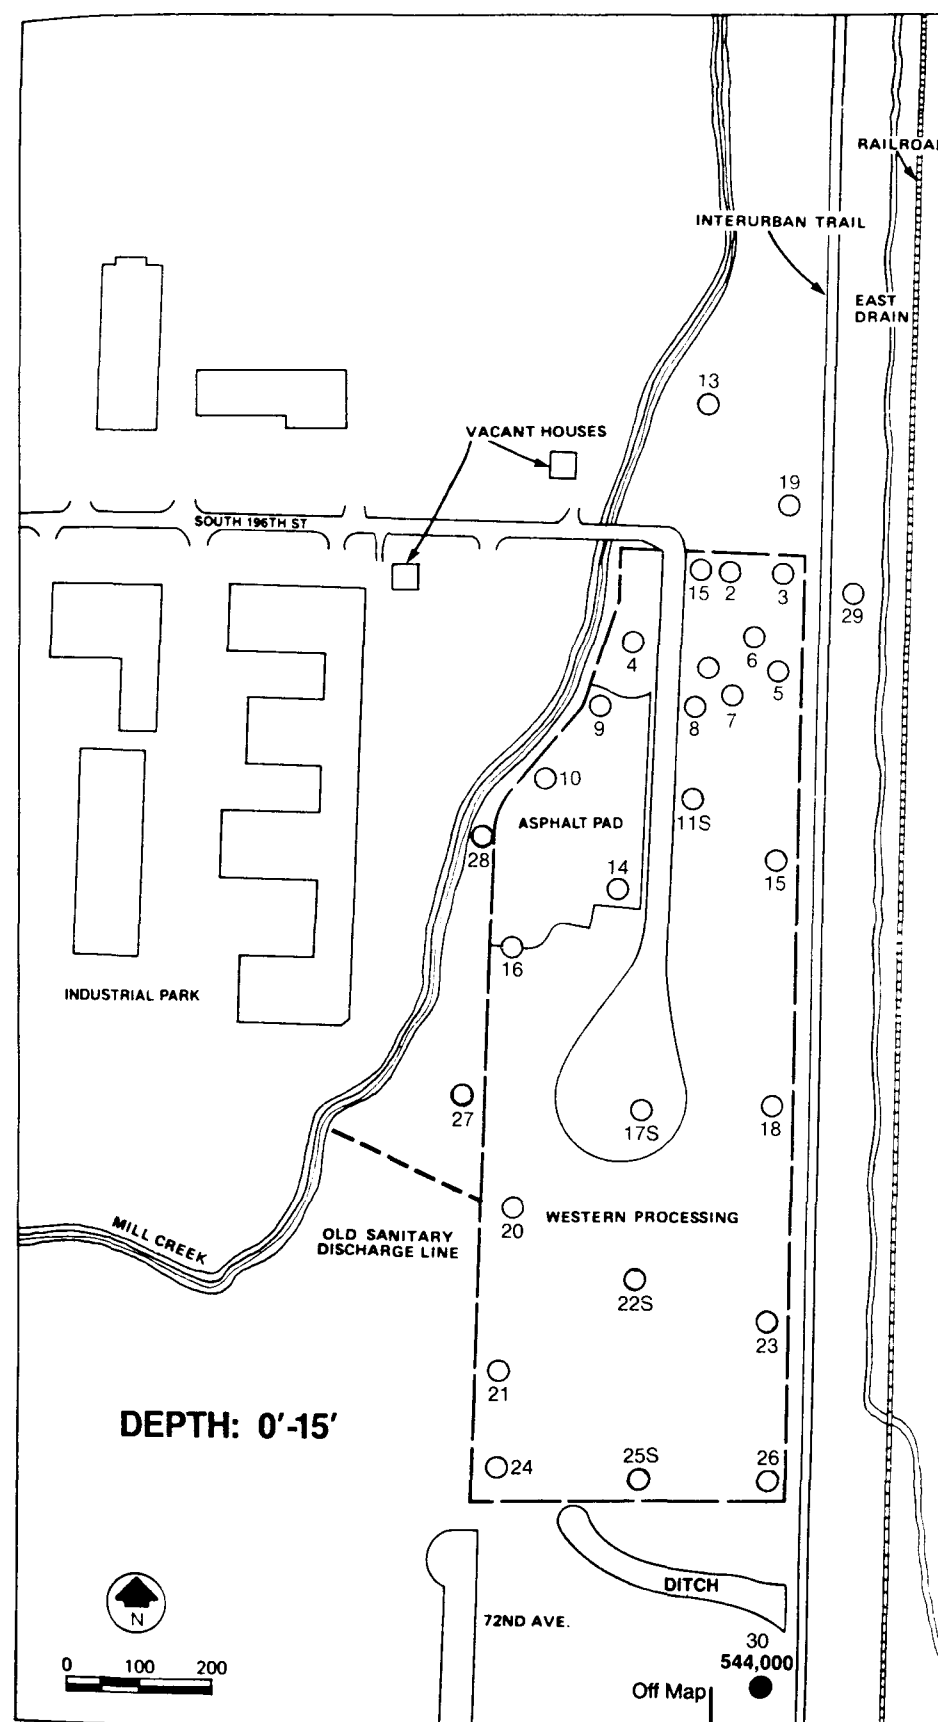 RAILROA
INTERURBAN TRAIL
EAST
DRAIN
13
VACANT HOUSES
19
SOUTH 196TH ST
15
2
3
29
4
6
5
7
8
9
10
11S
ASPHALT PAD
28
14
15
16
INDUSTRIAL PARK
27
17S
18
20
WESTERN PROCESSING
MILL CREEK
OLD SANITARY
DISCHARGE LINE
22S
23
21
DEPTH: 0'-15'
24
25S
26
DITCH
N
72ND AVE.
30
544,000
0 100 200
Off Map